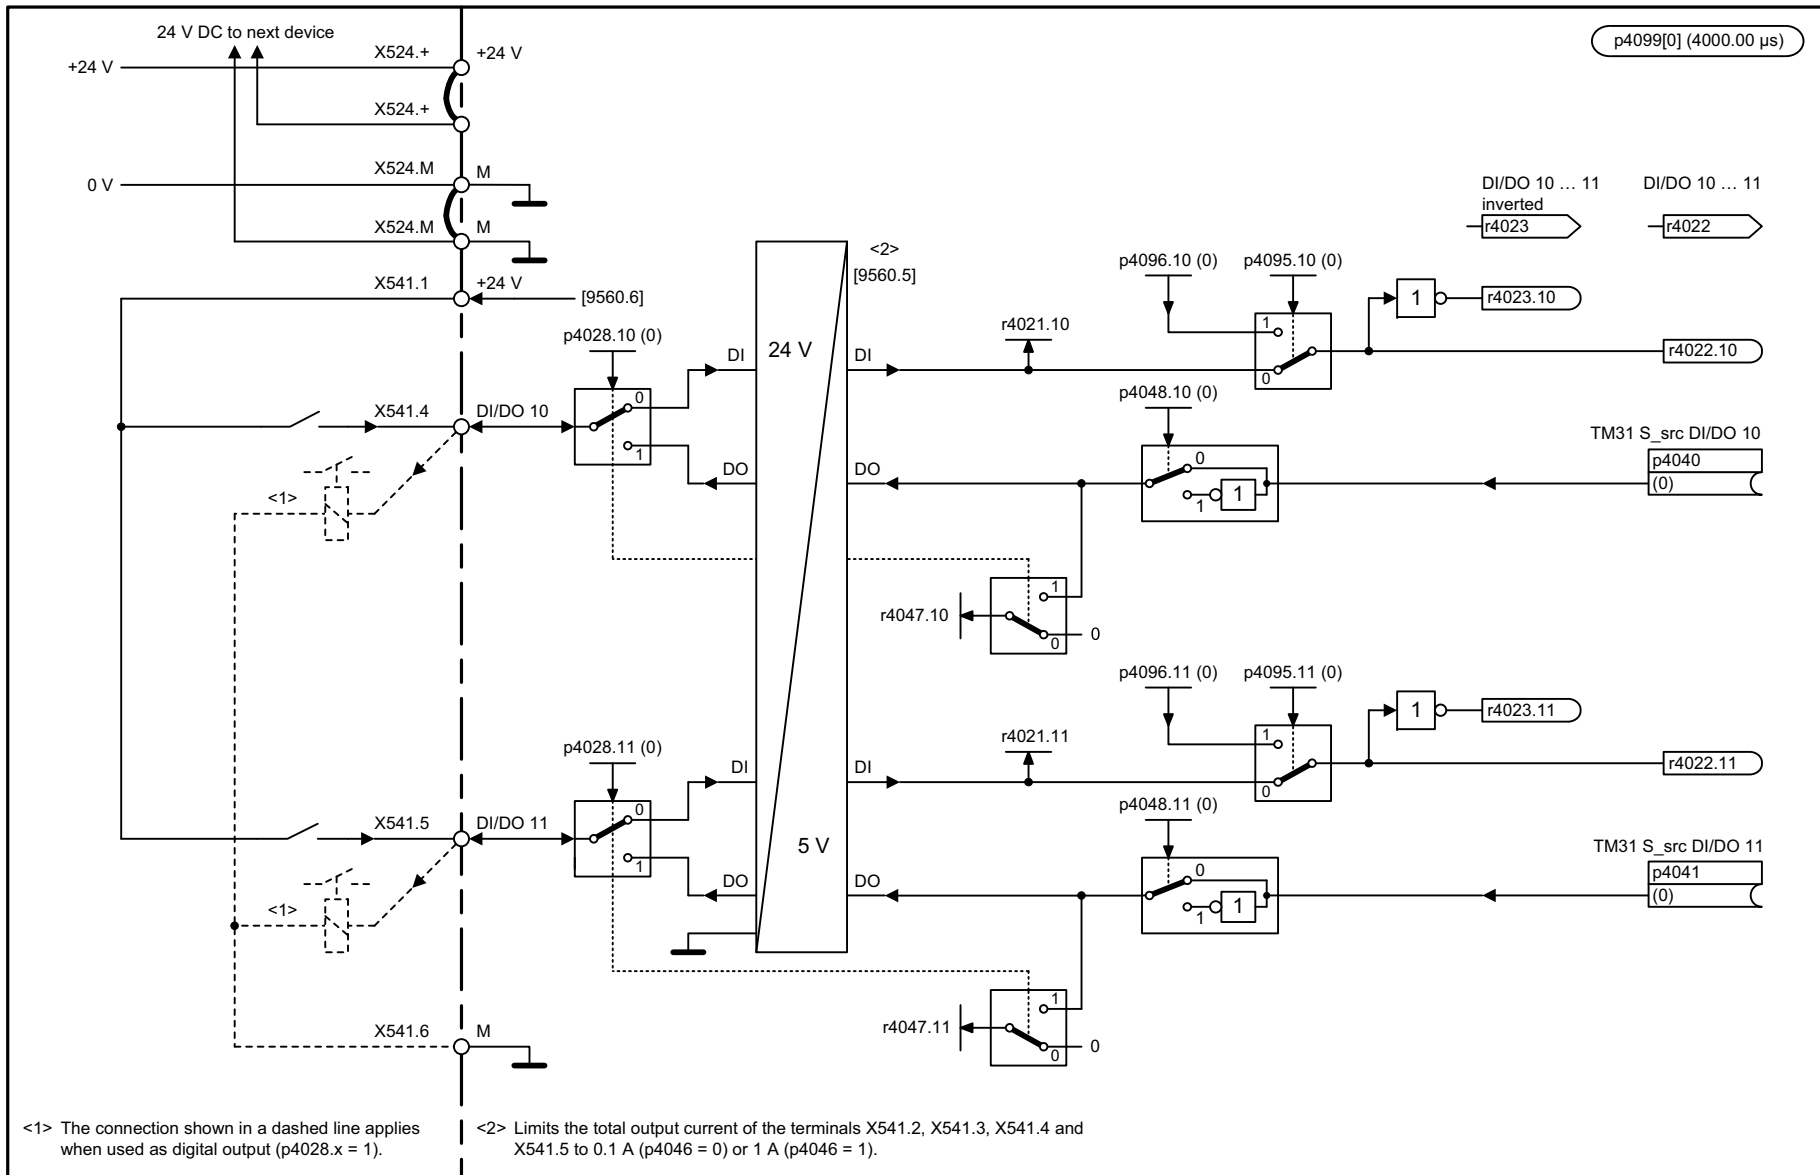 24 V DC to next device
p4099[0] (4000.00 µs)
X524.+ +24 V
+24 V
X524.+
X524.M M
0 V
DI/DO 10 … 11 DI/DO 10 … 11
inverted
r4023 r4022
X524.M M
<2>
[9560.5]
p4096.10 (0) p4095.10 (0)
X541.1 +24 V
[9560.6]
1 r4023.10
p4028.10 (0)
r4021.10
1
24 V
DI DI
r4022.10
0
p4048.10 (0)
0
X541.4 DI/DO 10
TM31 S_src DI/DO 10
1
0
p4040
DO DO
(0)
<1>
1 1
1
r4047.10
0 0
p4096.11 (0) p4095.11 (0)
1 r4023.11
p4028.11 (0)
r4021.11
1
DI DI
r4022.11
0
p4048.11 (0)
0
X541.5 DI/DO 11
5 V
TM31 S_src DI/DO 11
1
0
p4041
DO DO
(0)
<1>
1 1
1
X541.6 M
r4047.11
0 0
<1> The connection shown in a dashed line applies
when used as digital output (p4028.x = 1).
<2> Limits the total output current of the terminals X541.2, X541.3, X541.4 and
X541.5 to 0.1 A (p4046 = 0) or 1 A (p4046 = 1).